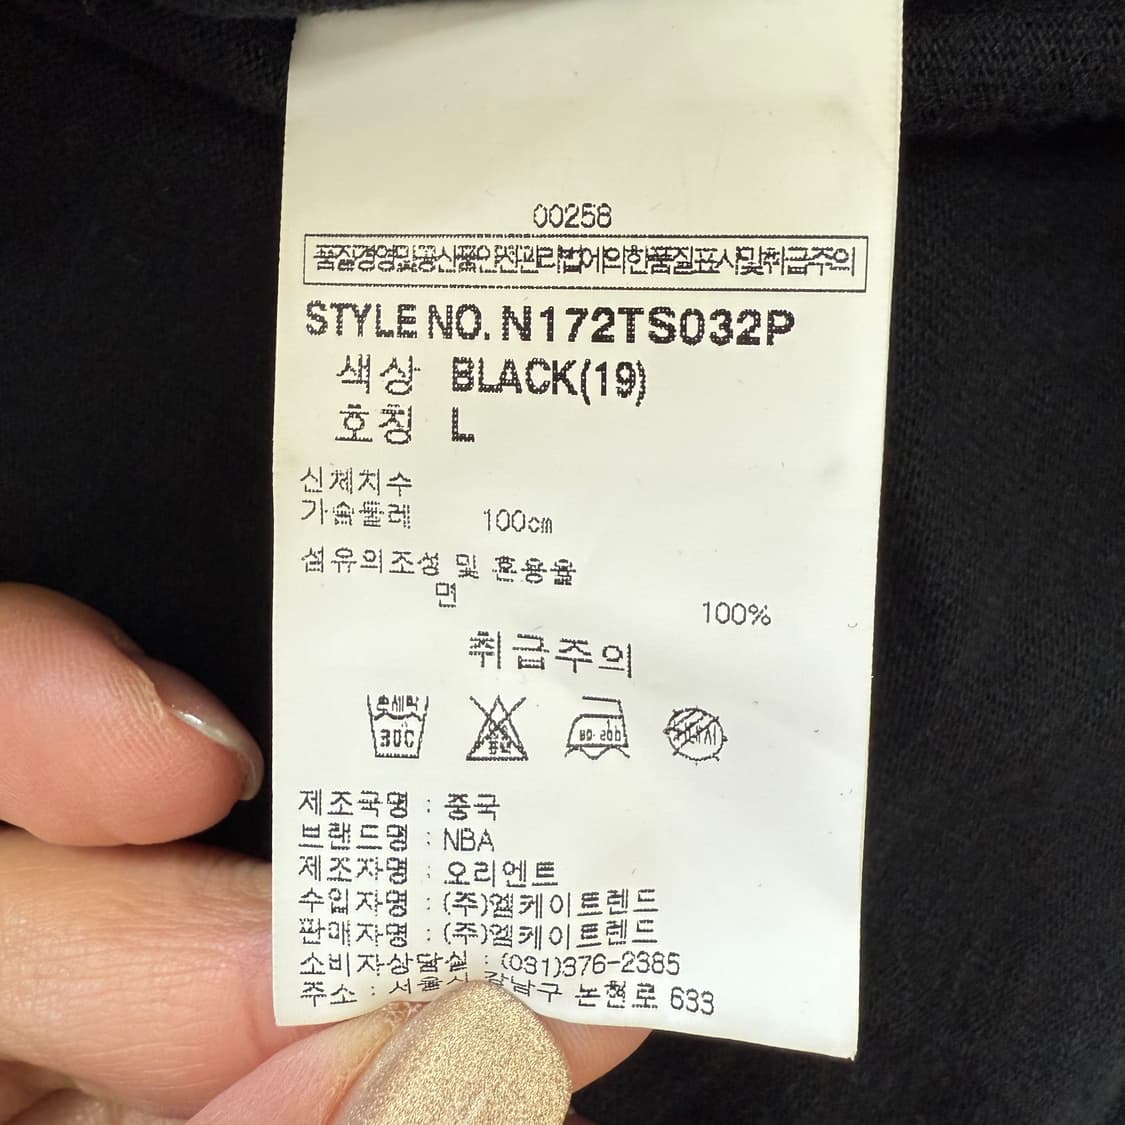 00258
품질경영및공산품안전관리법에의한품질표시및취급주의
STYLE NO. N172TS032P
색상 BLACK(19)
호칭 L
신체치수
가슴둘레 100cm
섬유의조성 및 혼용율
면 100%
취급주의
손세탁
30℃
제조국명 : 중국
브랜드명 : NBA
제조자명 : 오리엔트
수입자명 : (주)엠케이트렌드
판매자명 : (주)엠케이트렌드
소비자상담실 : (031)376-2385
주소 : 서울시 강남구 논현로 633